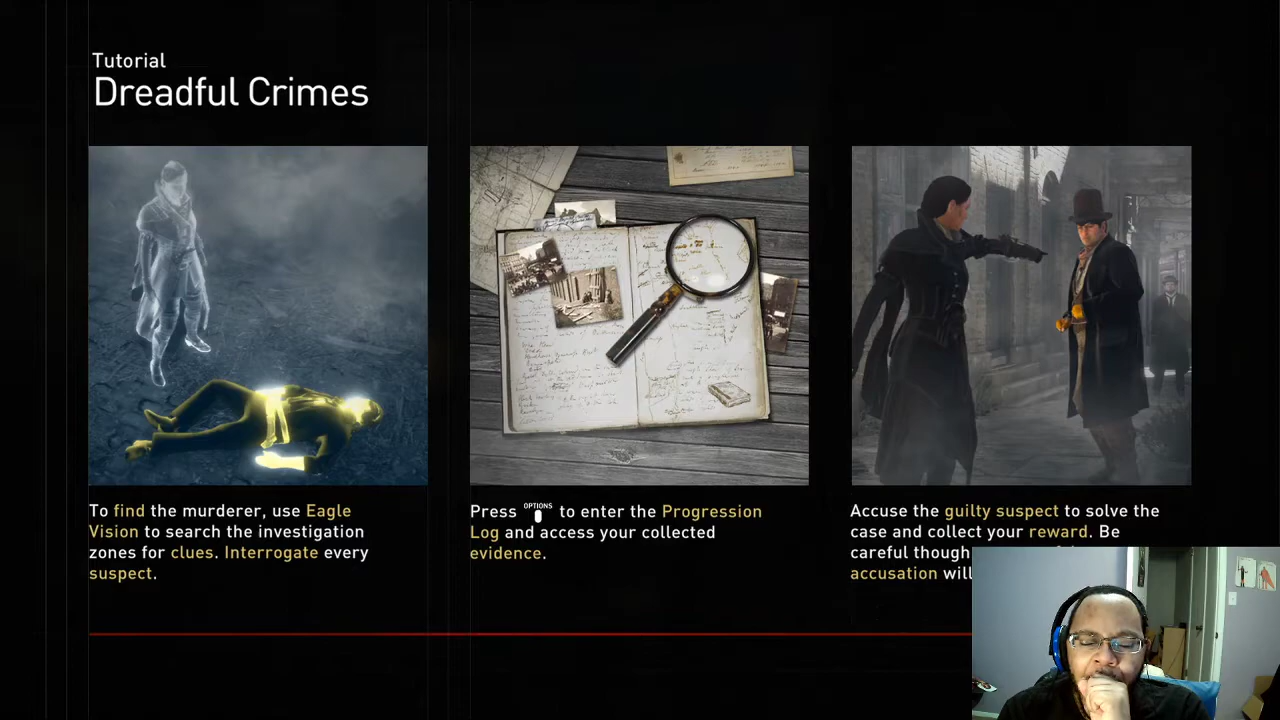 Tutorial
Dreadful Crimes
To find the murderer, use Eagle
Vision to search the investigation
zones for clues. Interrogate every
suspect.
Press OPTIONS to enter the Progression
Log and access your collected
evidence.
Accuse the guilty suspect to solve the
case and collect your reward. Be
careful though
accusation will